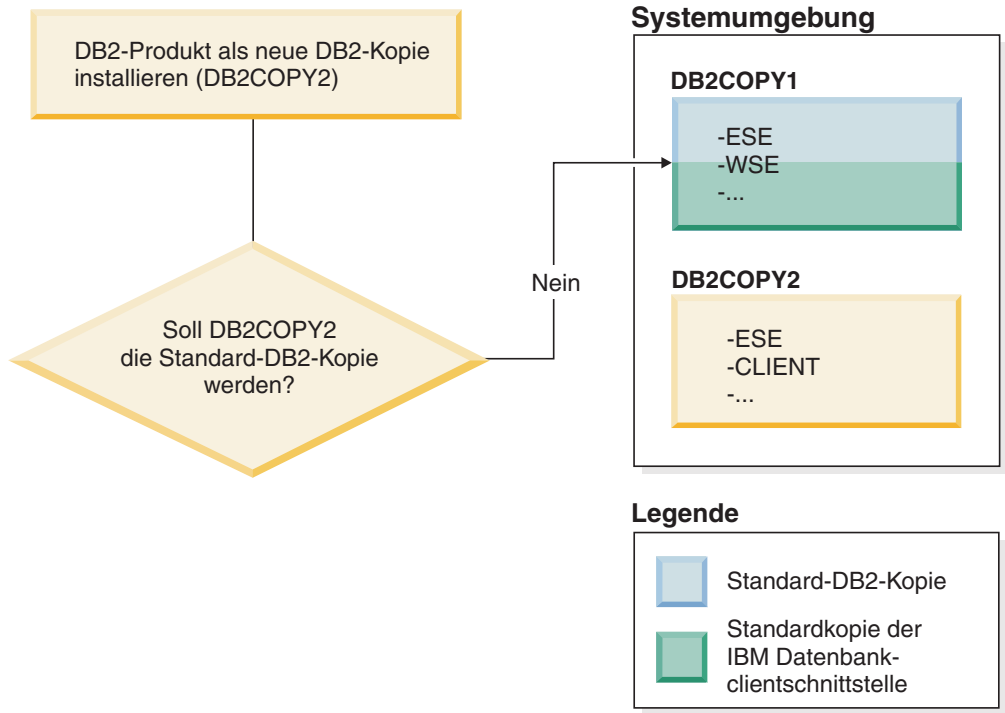 DB2-Produkt als neue DB2-Kopie
installieren (DB2COPY2)
Soll DB2COPY2
die Standard-DB2-Kopie
werden?
Nein
Systemumgebung
DB2COPY1
-ESE
-WSE
-...
DB2COPY2
-ESE
-CLIENT
-...
Legende
Standard-DB2-Kopie
Standardkopie der
IBM Datenbank-
clientschnittstelle